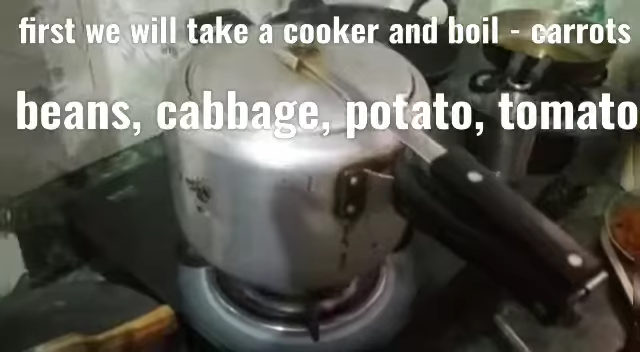 first we will take a cooker and boil - carrots
beans, cabbage, potato, tomato